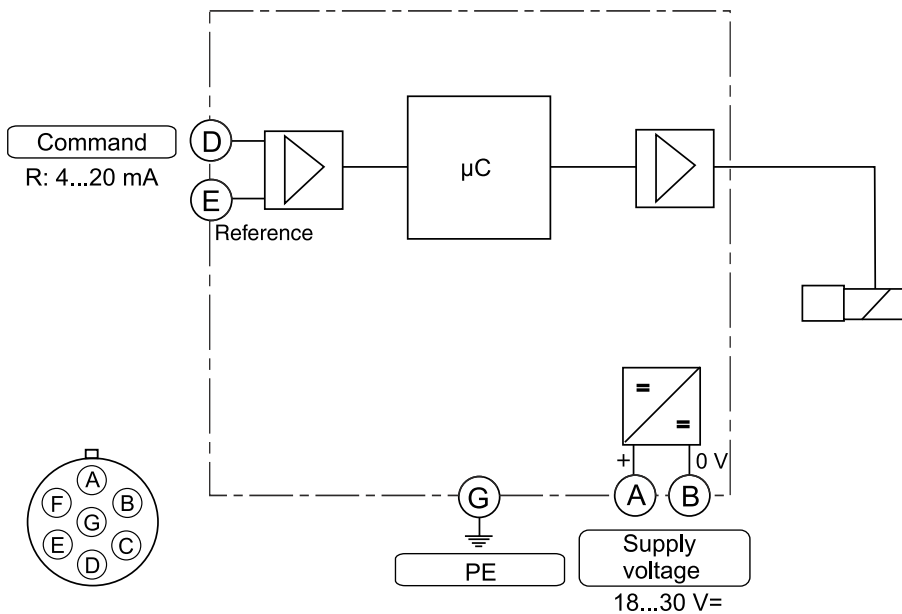 D
Command
R: 4...20 mA
E
Reference
µC
=
=
+
0 V
A
B
G
Supply
voltage
18...30 V=
PE
A
F
B
G
E
C
D